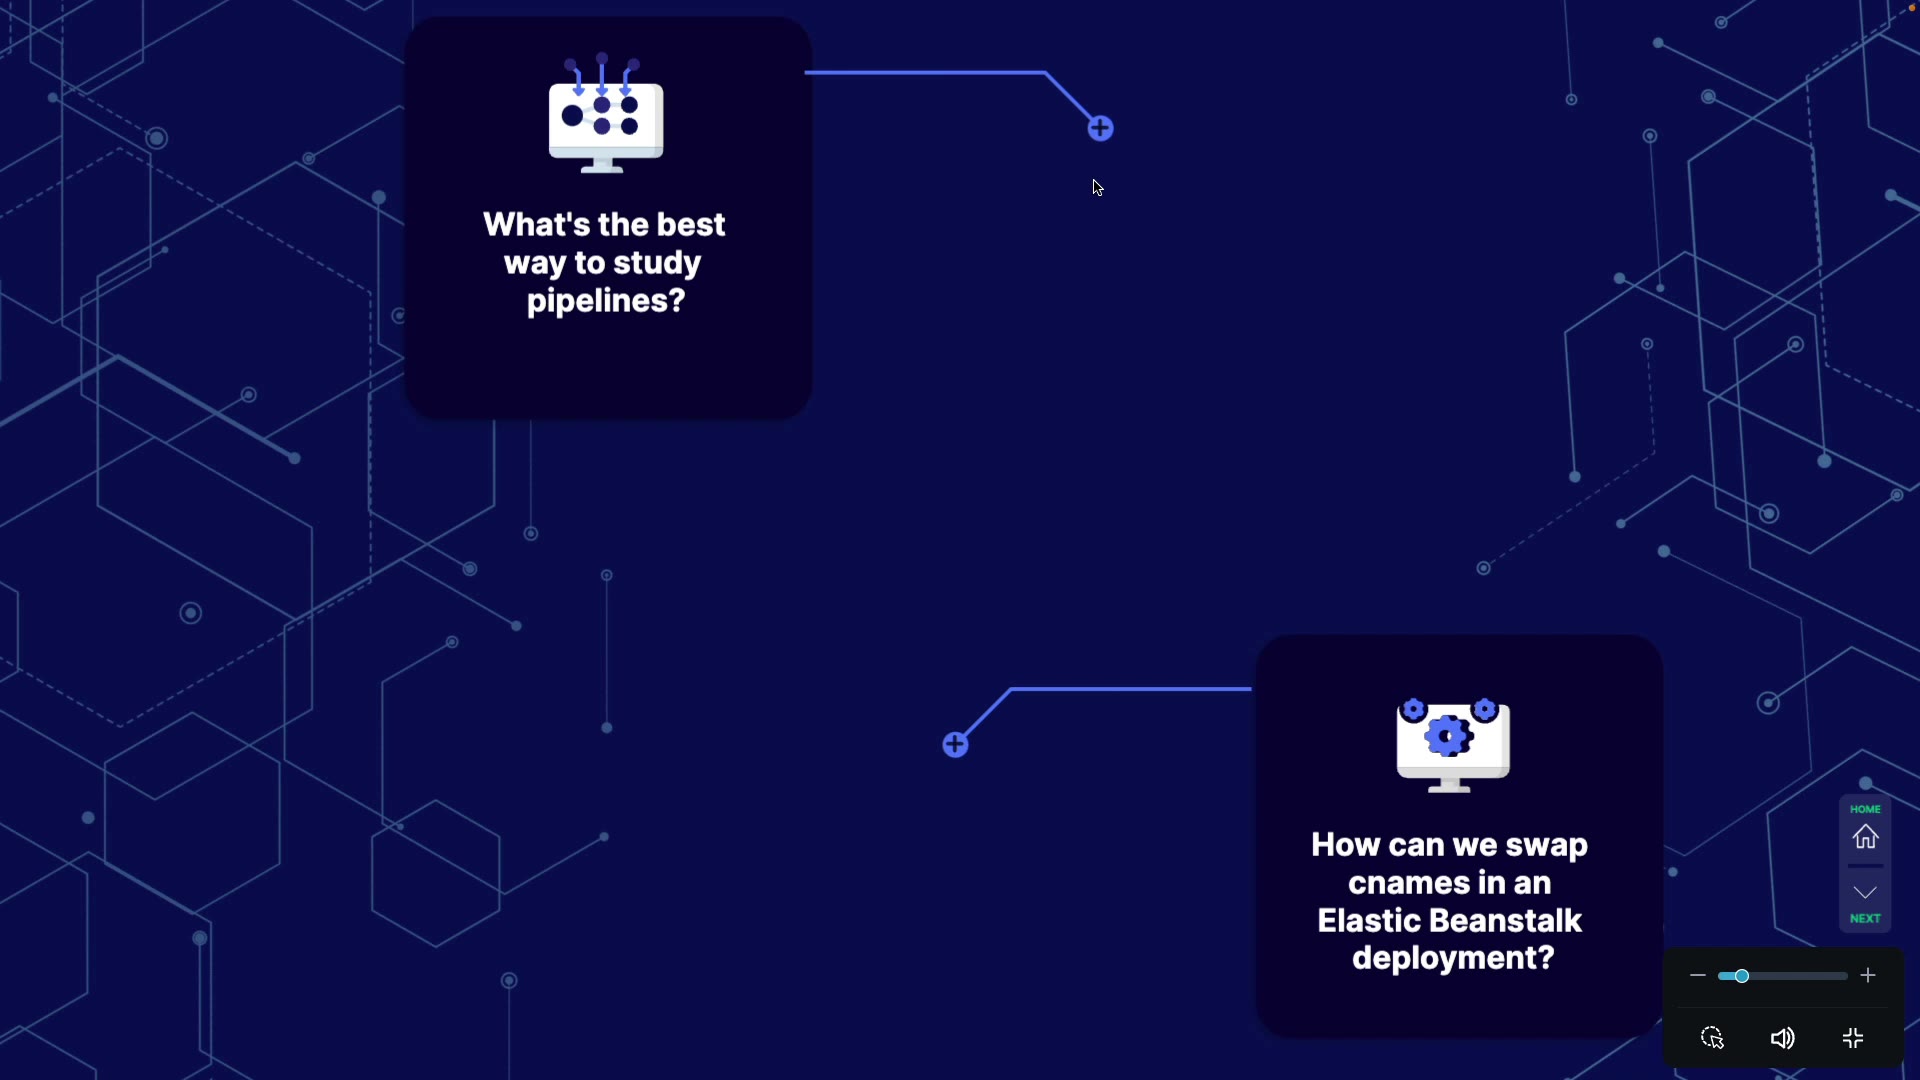 What's the best
way to study
pipelines?
How can we swap
cnames in an
Elastic Beanstalk
deployment?
HOME
NEXT